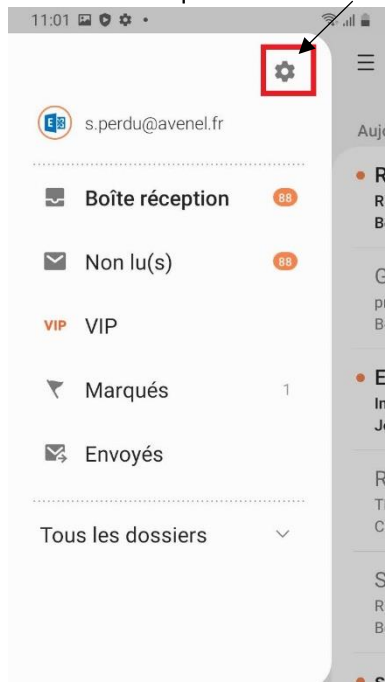 11:01
s.perdu@avenel.fr
Boîte réception 88
Non lu(s) 88
VIP VIP
Marqués 1
Envoyés
Tous les dossiers